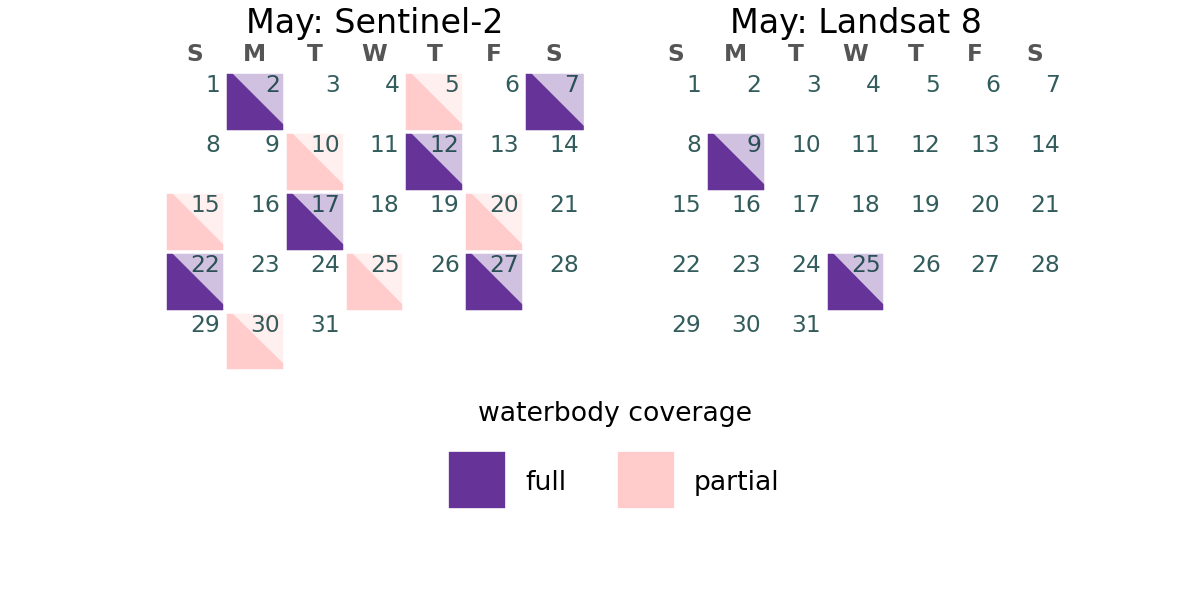 May: Sentinel-2
S M T W T F S
1 2 3 4 5 6 7
8 9 10 11 12 13 14
15 16 17 18 19 20 21
22 23 24 25 26 27 28
29 30 31
May: Landsat 8
S M T W T F S
1 2 3 4 5 6 7
8 9 10 11 12 13 14
15 16 17 18 19 20 21
22 23 24 25 26 27 28
29 30 31
waterbody coverage
full
partial